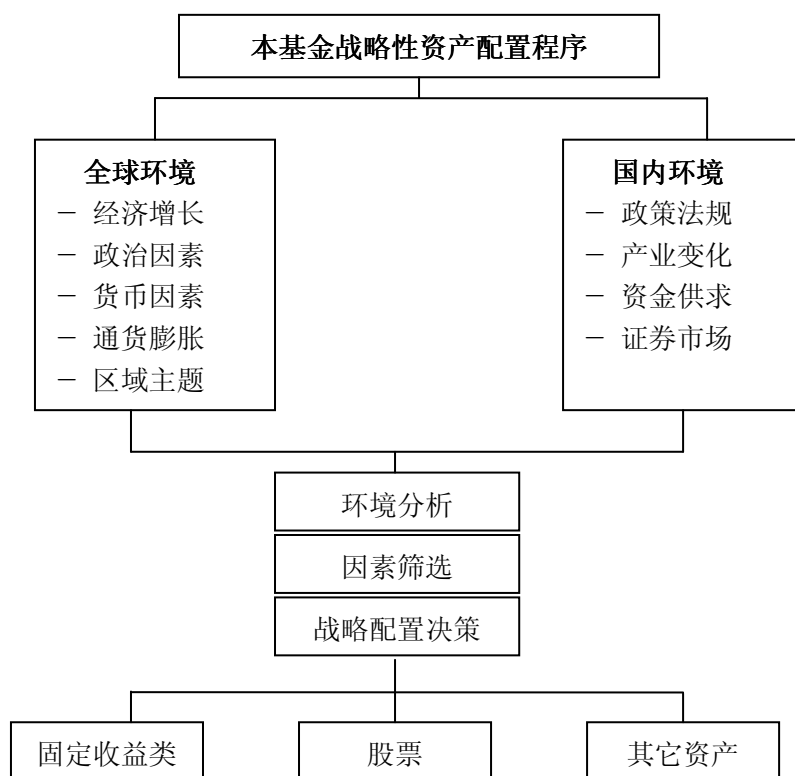 本基金战略性资产配置程序
全球环境
－ 经济增长
－ 政治因素
－ 货币因素
－ 通货膨胀
－ 区域主题
国内环境
－ 政策法规
－ 产业变化
－ 资金供求
－ 证券市场
环境分析
因素筛选
战略配置决策
固定收益类
股票
其它资产